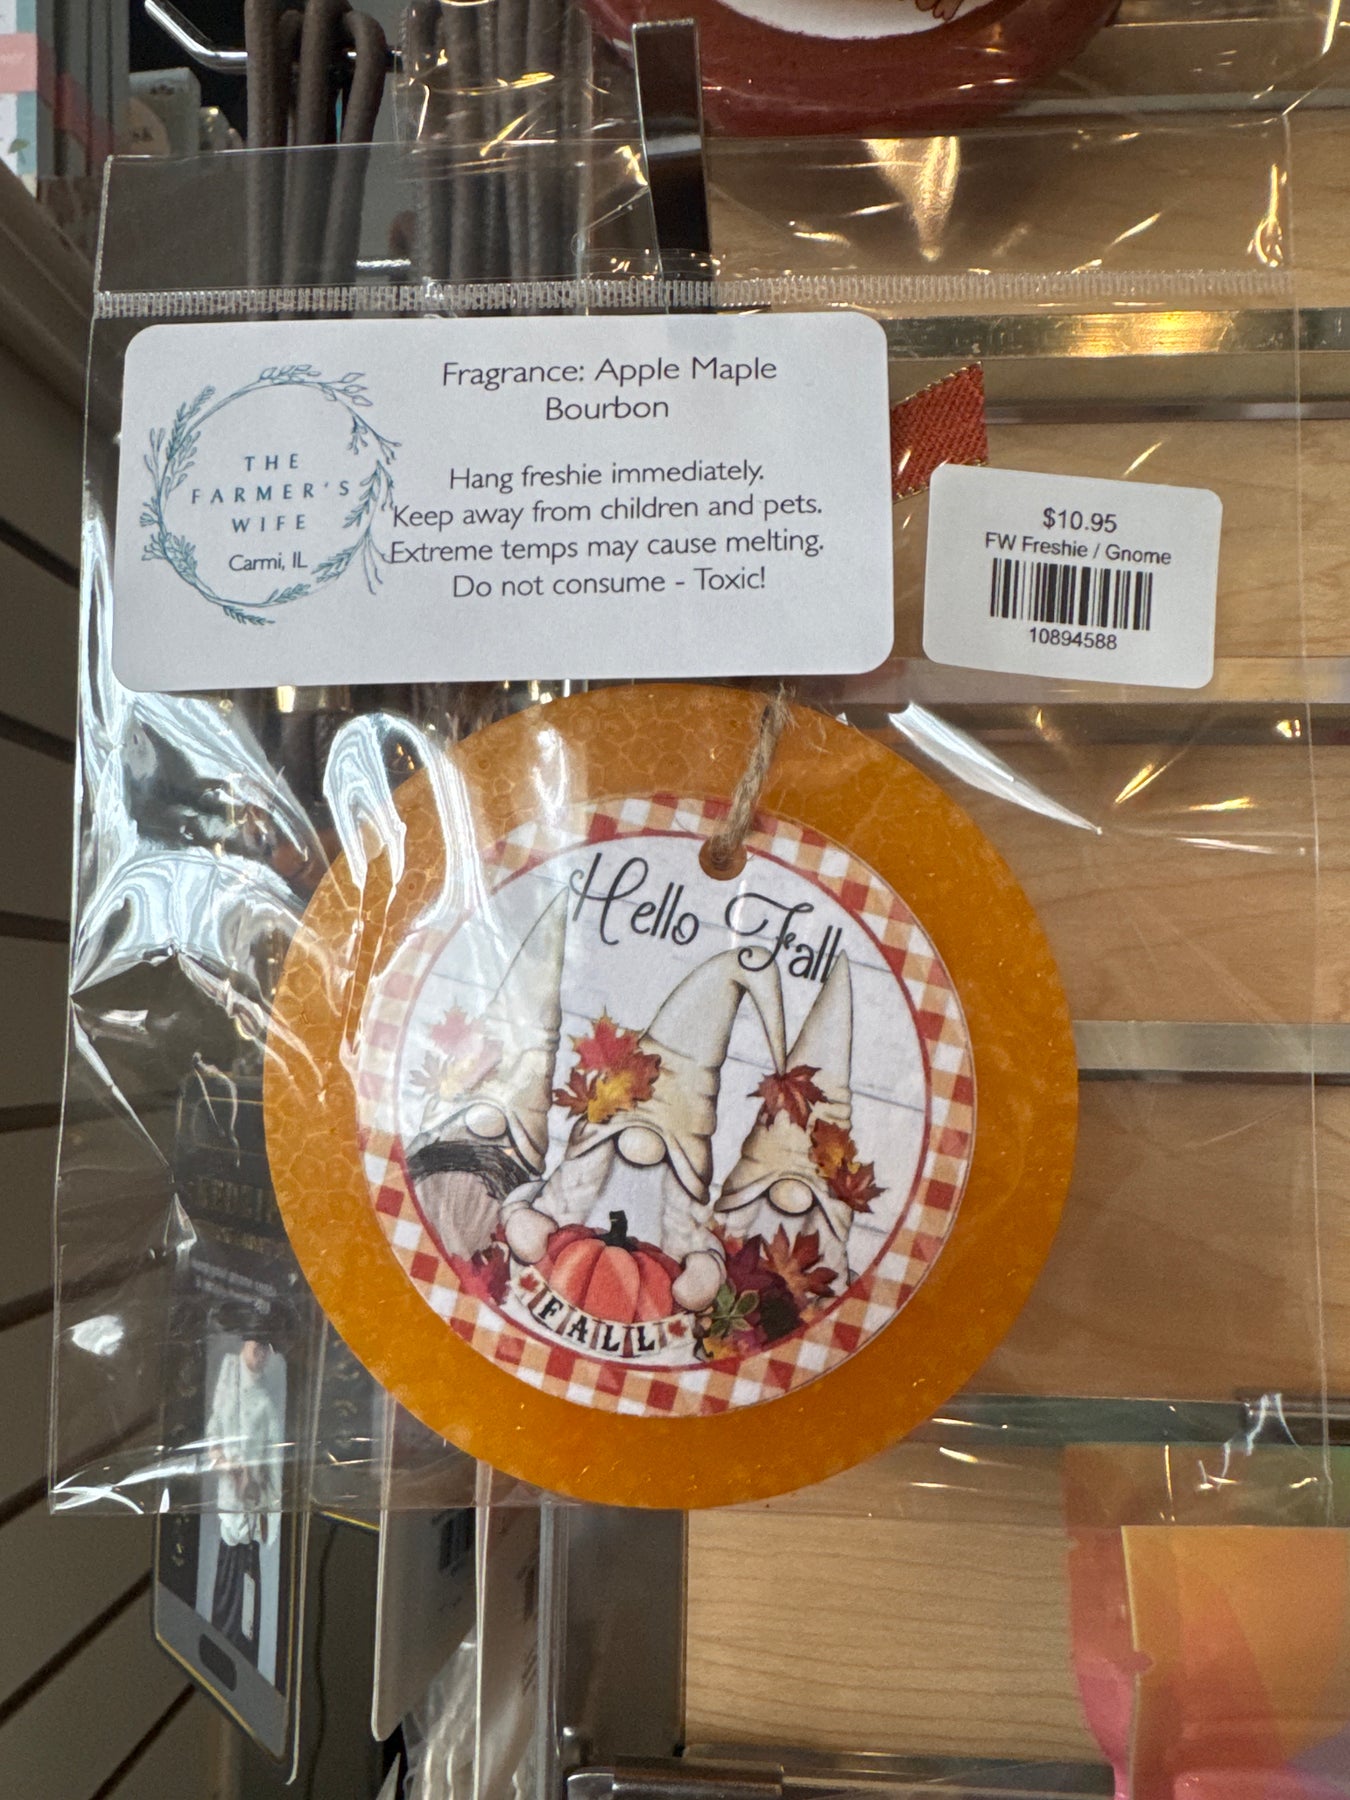 THE
FARMER'S
WIFE
Carmi, IL
Fragrance: Apple Maple
Bourbon
Hang freshie immediately.
Keep away from children and pets.
Extreme temps may cause melting.
Do not consume - Toxic!
$10.95
FW Freshie / Gnome
10894588
Hello Fall
FALL